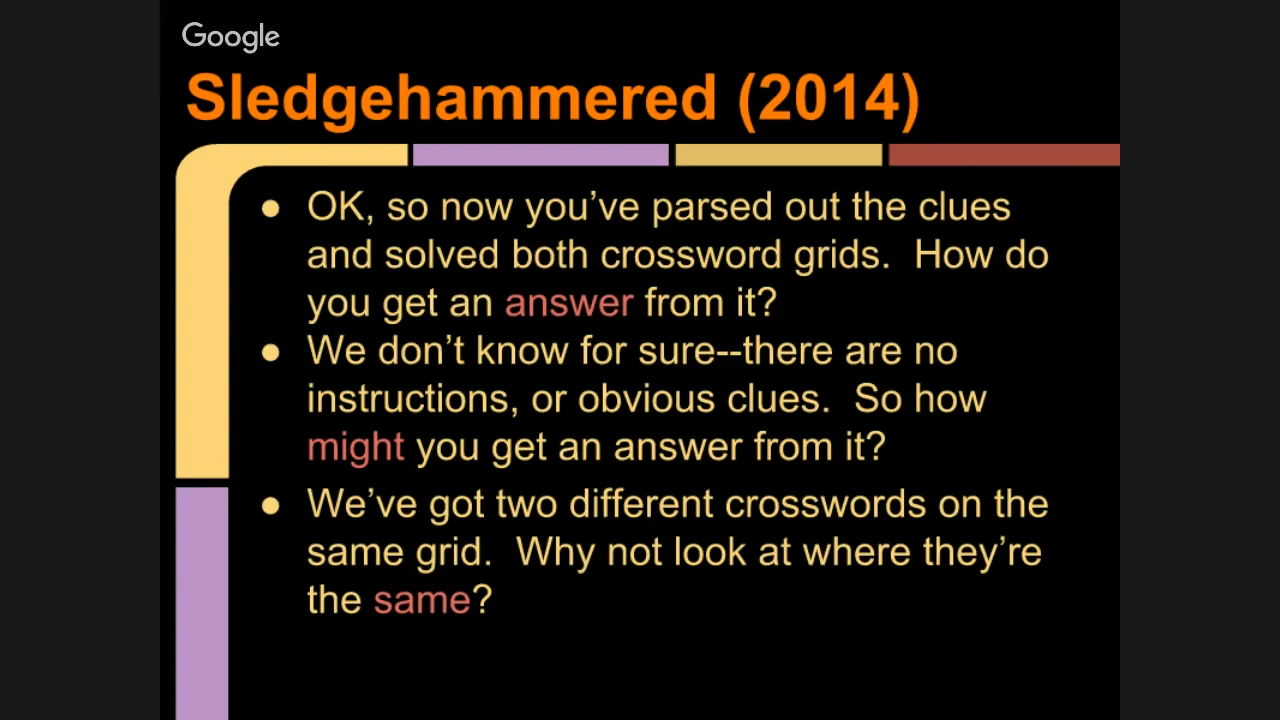 Google
Sledgehammered (2014)
● OK, so now you’ve parsed out the clues
and solved both crossword grids.  How do
you get an answer from it?
● We don’t know for sure--there are no
instructions, or obvious clues.  So how
might you get an answer from it?
● We’ve got two different crosswords on the
same grid.  Why not look at where they’re
the same?